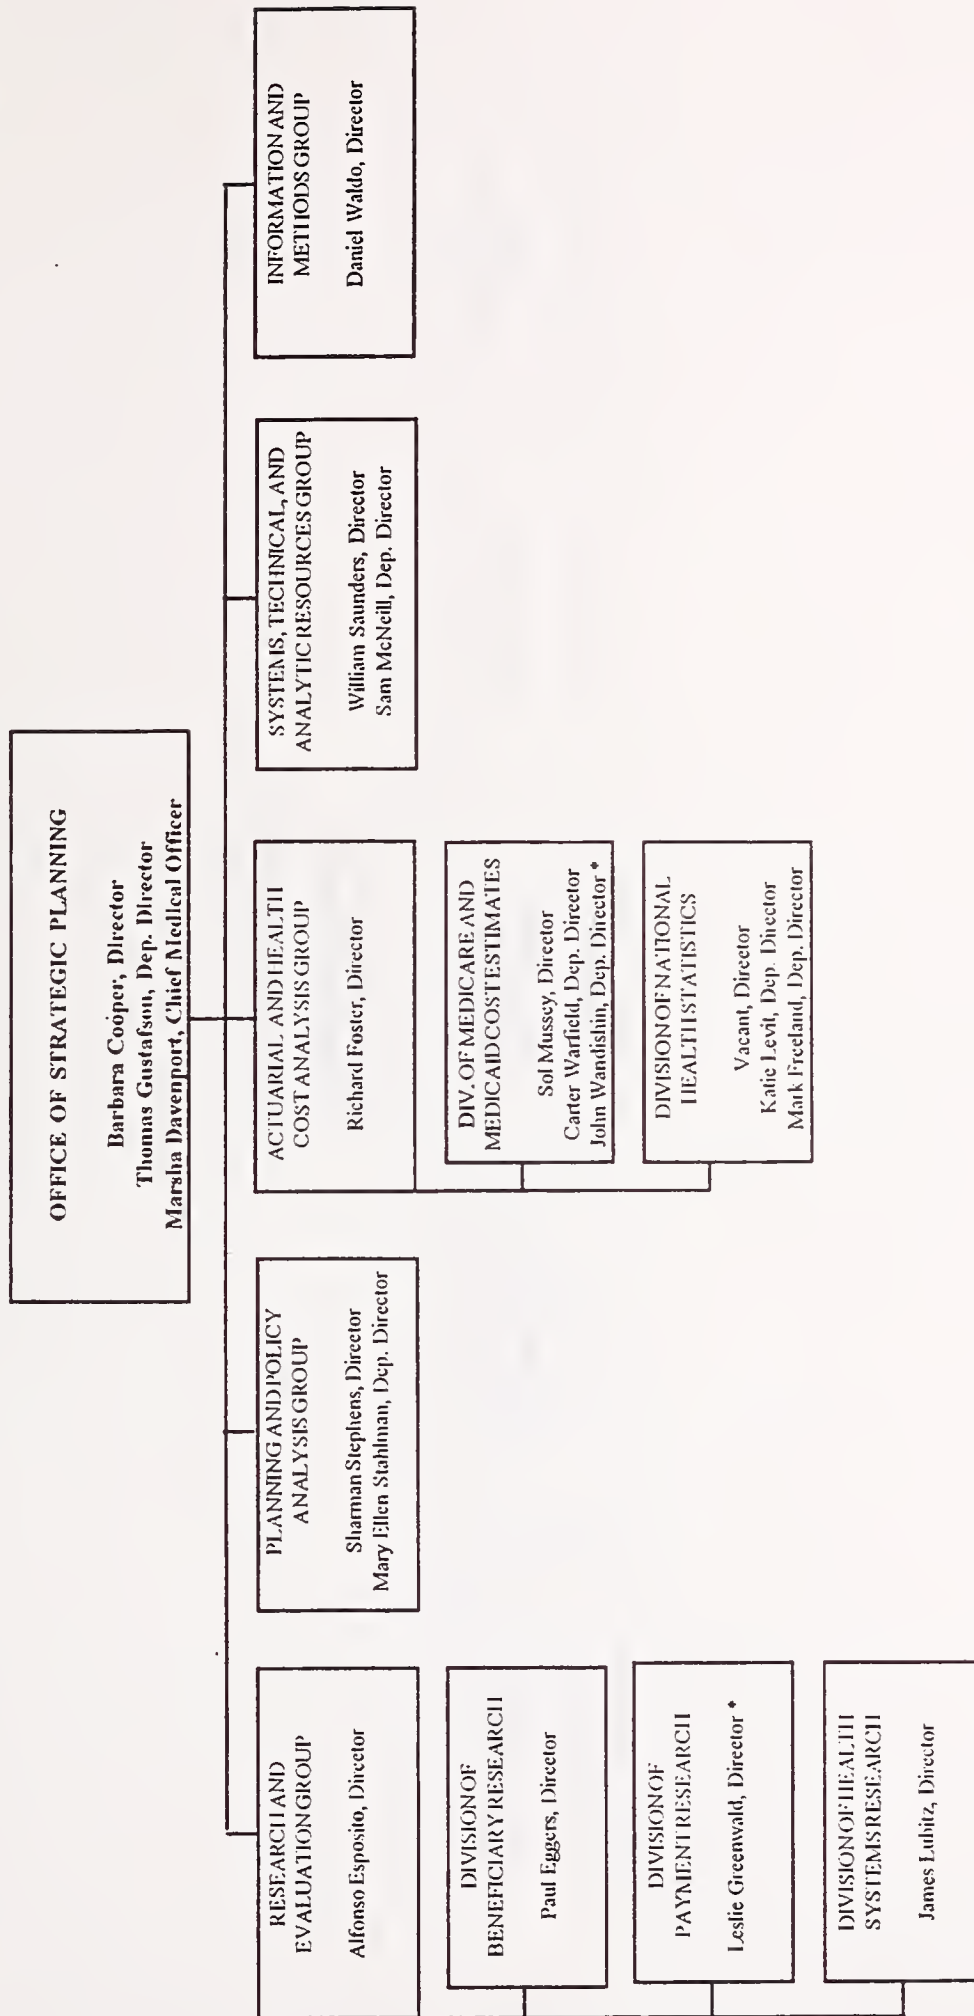 OFFICE OF STRATEGIC PLANNING
Barbara Cooper, Director
Thomas Gustafson, Dep. Director
Marsha Davenport, Chief Medical Officer
RESEARCH AND
EVALUATION GROUP
Alfonso Esposito, Director
DIVISION OF
BENEFICIARY RESEARCH
Paul Eggers, Director
DIVISION OF
PAYMENT RESEARCH
Leslie Greenwald, Director *
DIVISION OF HEALTH
SYSTEMS RESEARCH
James Lubitz, Director
PLANNING AND POLICY
ANALYSIS GROUP
Sharman Stephens, Director
Mary Ellen Stahlman, Dep. Director
ACTUARIAL AND HEALTH
COST ANALYSIS GROUP
Richard Foster, Director
DIV. OF MEDICARE AND
MEDICAID COST ESTIMATES
Sol Mussey, Director
Carter Warfield, Dep. Director
John Wandishin, Dep. Director *
DIVISION OF NATIONAL
HEALTH STATISTICS
Vacant, Director
Katie Levit, Dep. Director
Mark Freeland, Dep. Director
SYSTEMS, TECHNICAL, AND
ANALYTIC RESOURCES GROUP
William Saunders, Director
Sam McNeill, Dep. Director
INFORMATION AND
METHODS GROUP
Daniel Waldo, Director